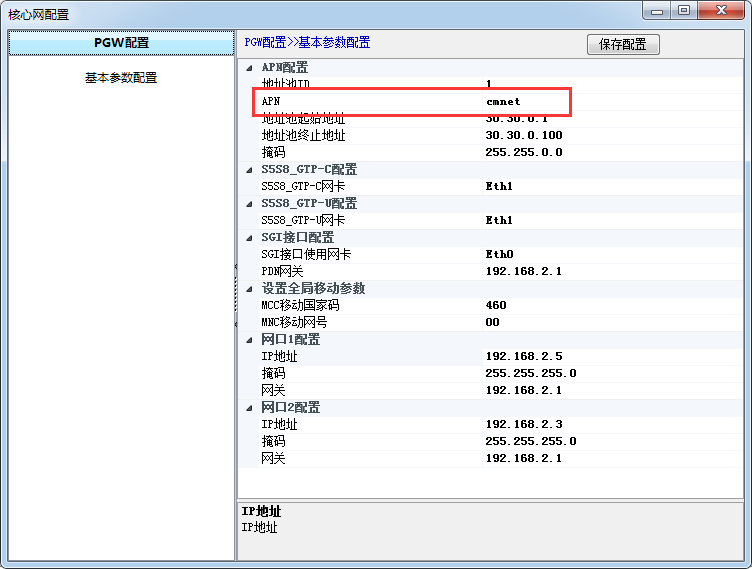 核心网配置
PGW配置
基本参数配置
PGW配置>>基本参数配置
保存配置
APN配置
地址池ID 1
APN cmnet
地址池起始地址 30.30.0.1
地址池终止地址 30.30.0.100
掩码 255.255.0.0
S5S8_GTP-C配置
S5S8_GTP-C网卡 Eth1
S5S8_GTP-U配置
S5S8_GTP-U网卡 Eth1
SGI接口配置
SGI接口使用网卡 Eth0
PDN网关 192.168.2.1
设置全局移动参数
MCC移动国家码 460
MNC移动网号 00
网口1配置
IP地址 192.168.2.5
掩码 255.255.255.0
网关 192.168.2.1
网口2配置
IP地址 192.168.2.3
掩码 255.255.255.0
网关 192.168.2.1
IP地址
IP地址